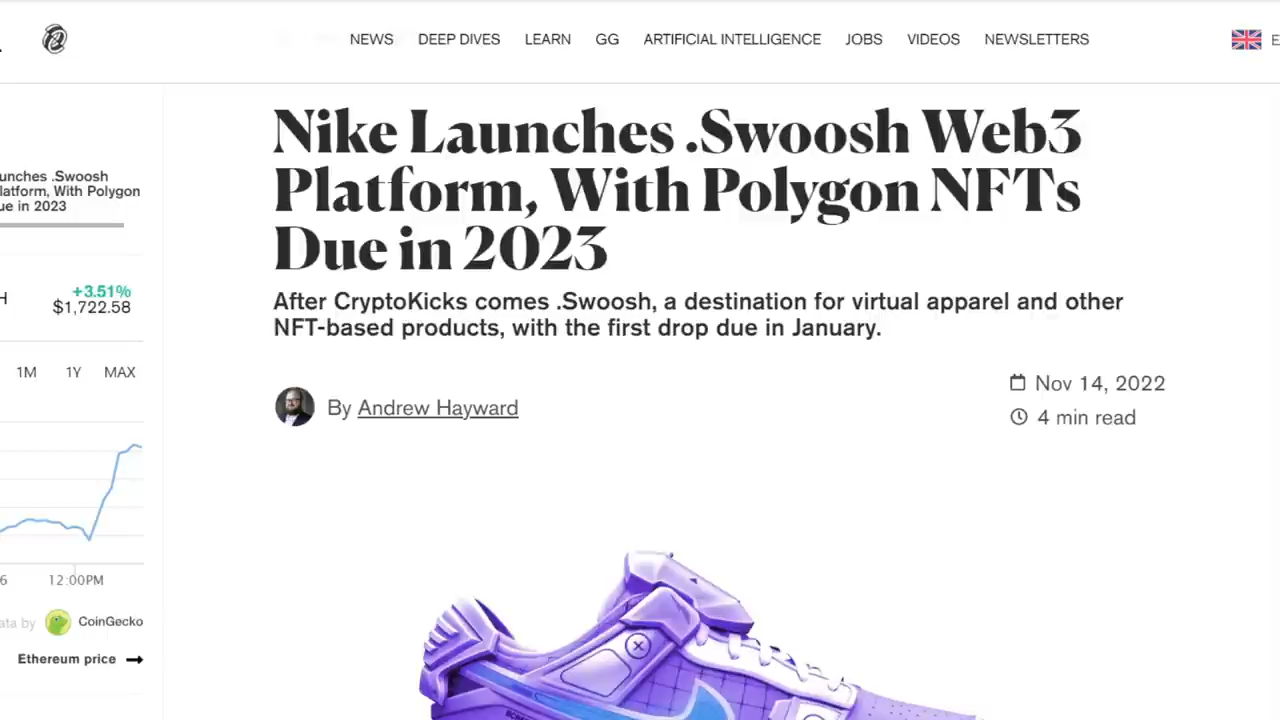 NEWS DEEP DIVES LEARN GG ARTIFICIAL INTELLIGENCE JOBS VIDEOS NEWSLETTERS E
Nike Launches .Swoosh Web3
Platform, With Polygon NFTs
Due in 2023
After CryptoKicks comes .Swoosh, a destination for virtual apparel and other
NFT-based products, with the first drop due in January.
By Andrew Hayward
Nov 14, 2022
4 min read
unches .Swoosh
latform, With Polygon
ue in 2023
+3.51%
H $1,722.58
1M 1Y MAX
6 12:00PM
ata by CoinGecko
Ethereum price